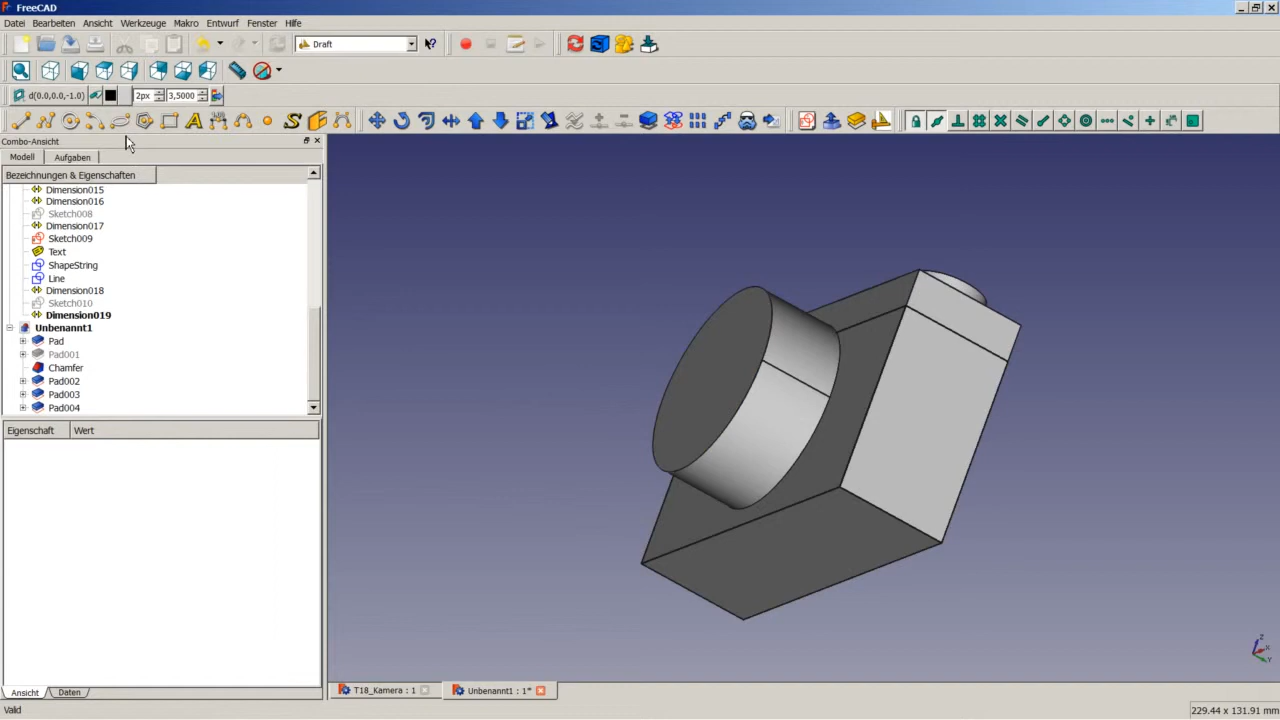 FreeCAD
Datei Bearbeiten Ansicht Werkzeuge Makro Entwurf Fenster Hilfe
Draft
d(0.0,0.0,-1.0) 2px 3,5000
Combo-Ansicht
Modell Aufgaben
Bezeichnungen & Eigenschaften
Dimension015
Dimension016
Sketch008
Dimension017
Sketch009
Text
ShapeString
Line
Dimension018
Sketch010
Dimension019
Unbenannt1
Pad
Pad001
Chamfer
Pad002
Pad003
Pad004
Eigenschaft Wert
Ansicht Daten
T18_Kamera : 1 Unbenannt1 : 1*
Valid
229.44 x 131.91 mm